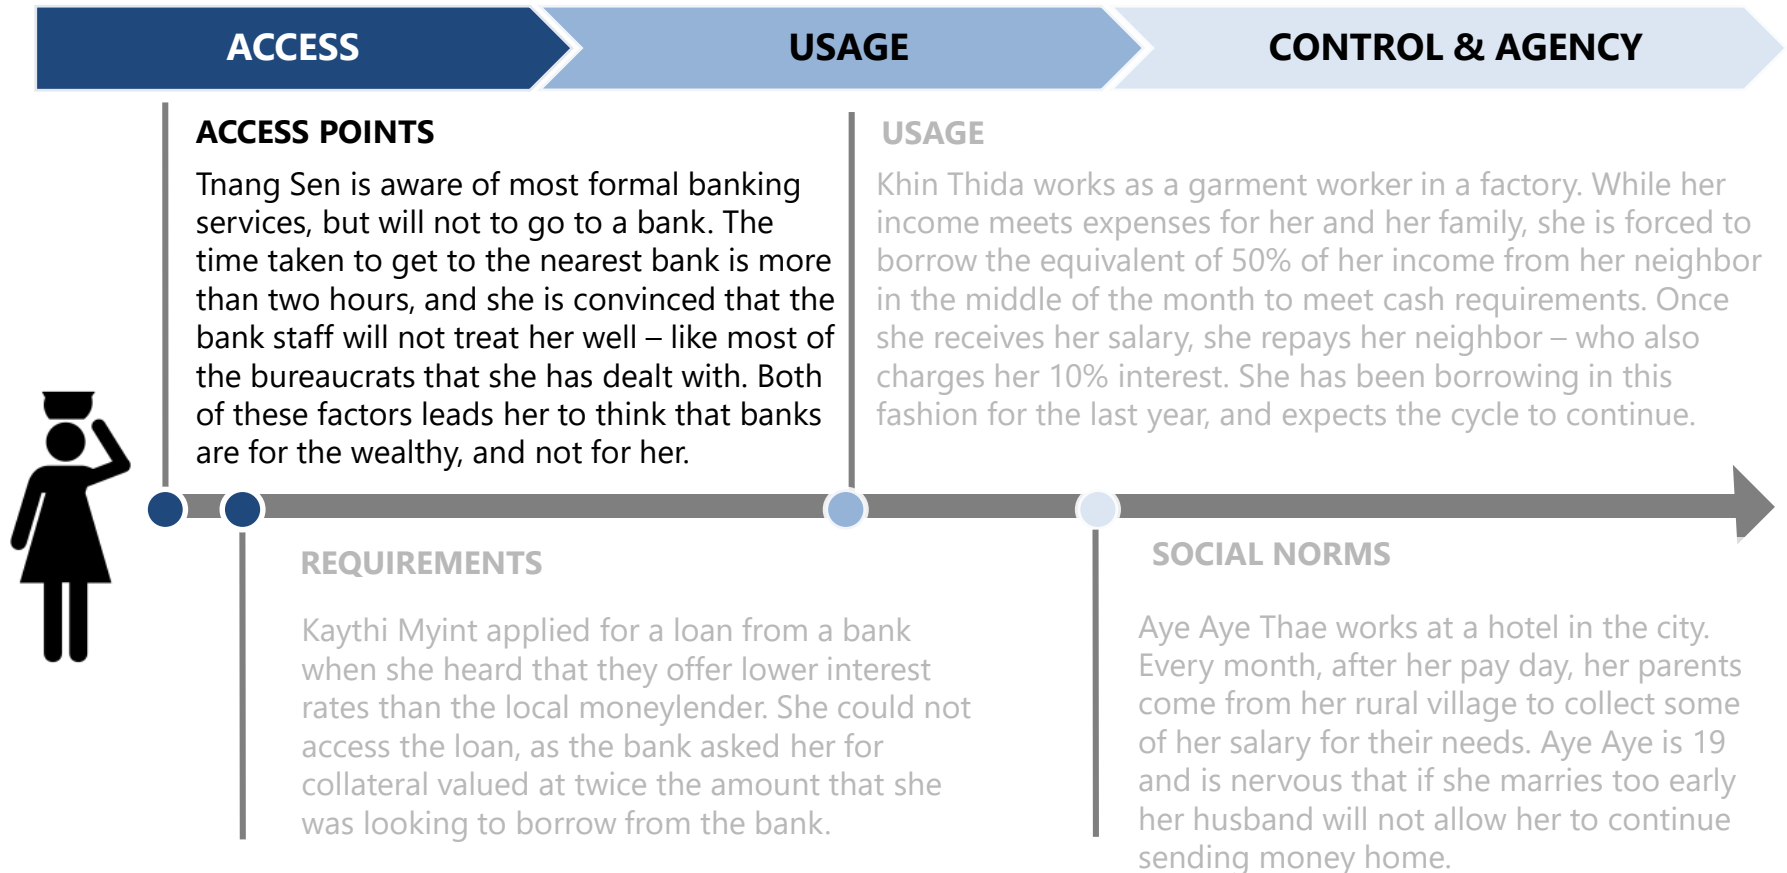 ACCESS
USAGE
CONTROL & AGENCY
ACCESS POINTS
Tnang Sen is aware of most formal banking
services, but will not to go to a bank. The
time taken to get to the nearest bank is more
than two hours, and she is convinced that the
bank staff will not treat her well – like most of
the bureaucrats that she has dealt with. Both
of these factors leads her to think that banks
are for the wealthy, and not for her.
USAGE
Khin Thida works as a garment worker in a factory. While her
income meets expenses for her and her family, she is forced to
borrow the equivalent of 50% of her income from her neighbor
in the middle of the month to meet cash requirements. Once
she receives her salary, she repays her neighbor – who also
charges her 10% interest. She has been borrowing in this
fashion for the last year, and expects the cycle to continue.
REQUIREMENTS
Kaythi Myint applied for a loan from a bank
when she heard that they offer lower interest
rates than the local moneylender. She could not
access the loan, as the bank asked her for
collateral valued at twice the amount that she
was looking to borrow from the bank.
SOCIAL NORMS
Aye Aye Thae works at a hotel in the city.
Every month, after her pay day, her parents
come from her rural village to collect some
of her salary for their needs. Aye Aye is 19
and is nervous that if she marries too early
her husband will not allow her to continue
sending money home.